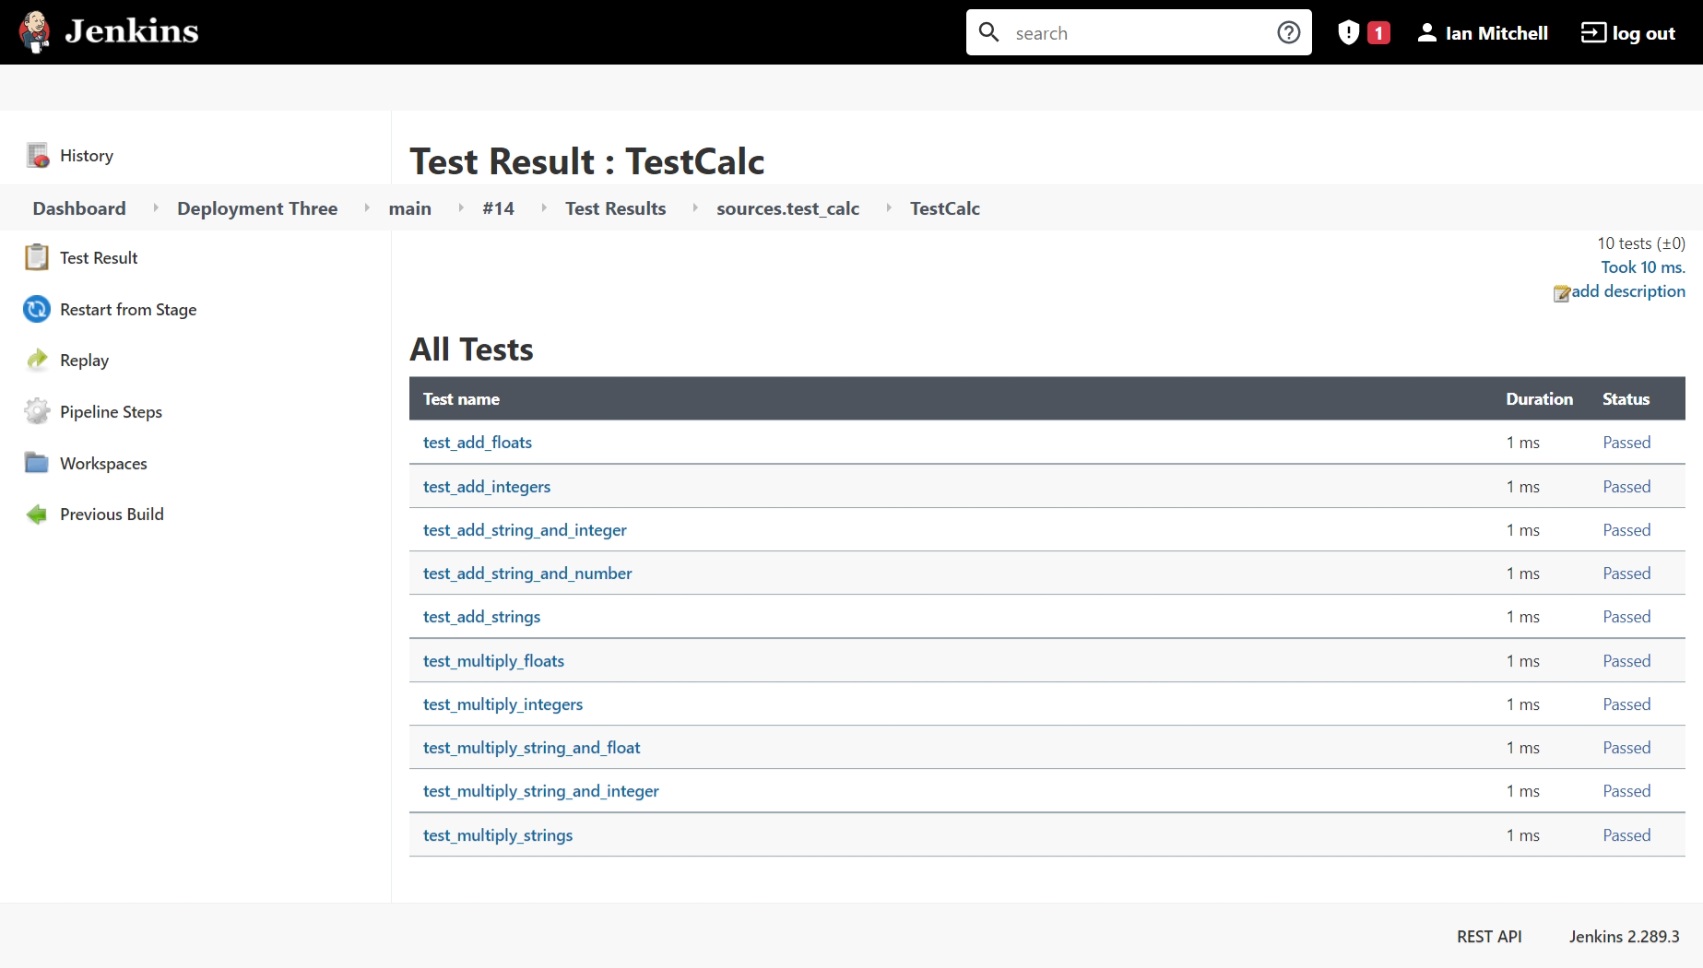 Jenkins
search
1
Ian Mitchell
log out
History
Test Result : TestCalc
Dashboard Deployment Three main #14 Test Results sources.test_calc TestCalc
10 tests (±0)
Test Result
Took 10 ms.
add description
Restart from Stage
All Tests
Replay
Test name Duration Status
Pipeline Steps
test_add_floats 1 ms Passed
Workspaces
test_add_integers 1 ms Passed
Previous Build
test_add_string_and_integer 1 ms Passed
test_add_string_and_number 1 ms Passed
test_add_strings 1 ms Passed
test_multiply_floats 1 ms Passed
test_multiply_integers 1 ms Passed
test_multiply_string_and_float 1 ms Passed
test_multiply_string_and_integer 1 ms Passed
test_multiply_strings 1 ms Passed
REST API Jenkins 2.289.3